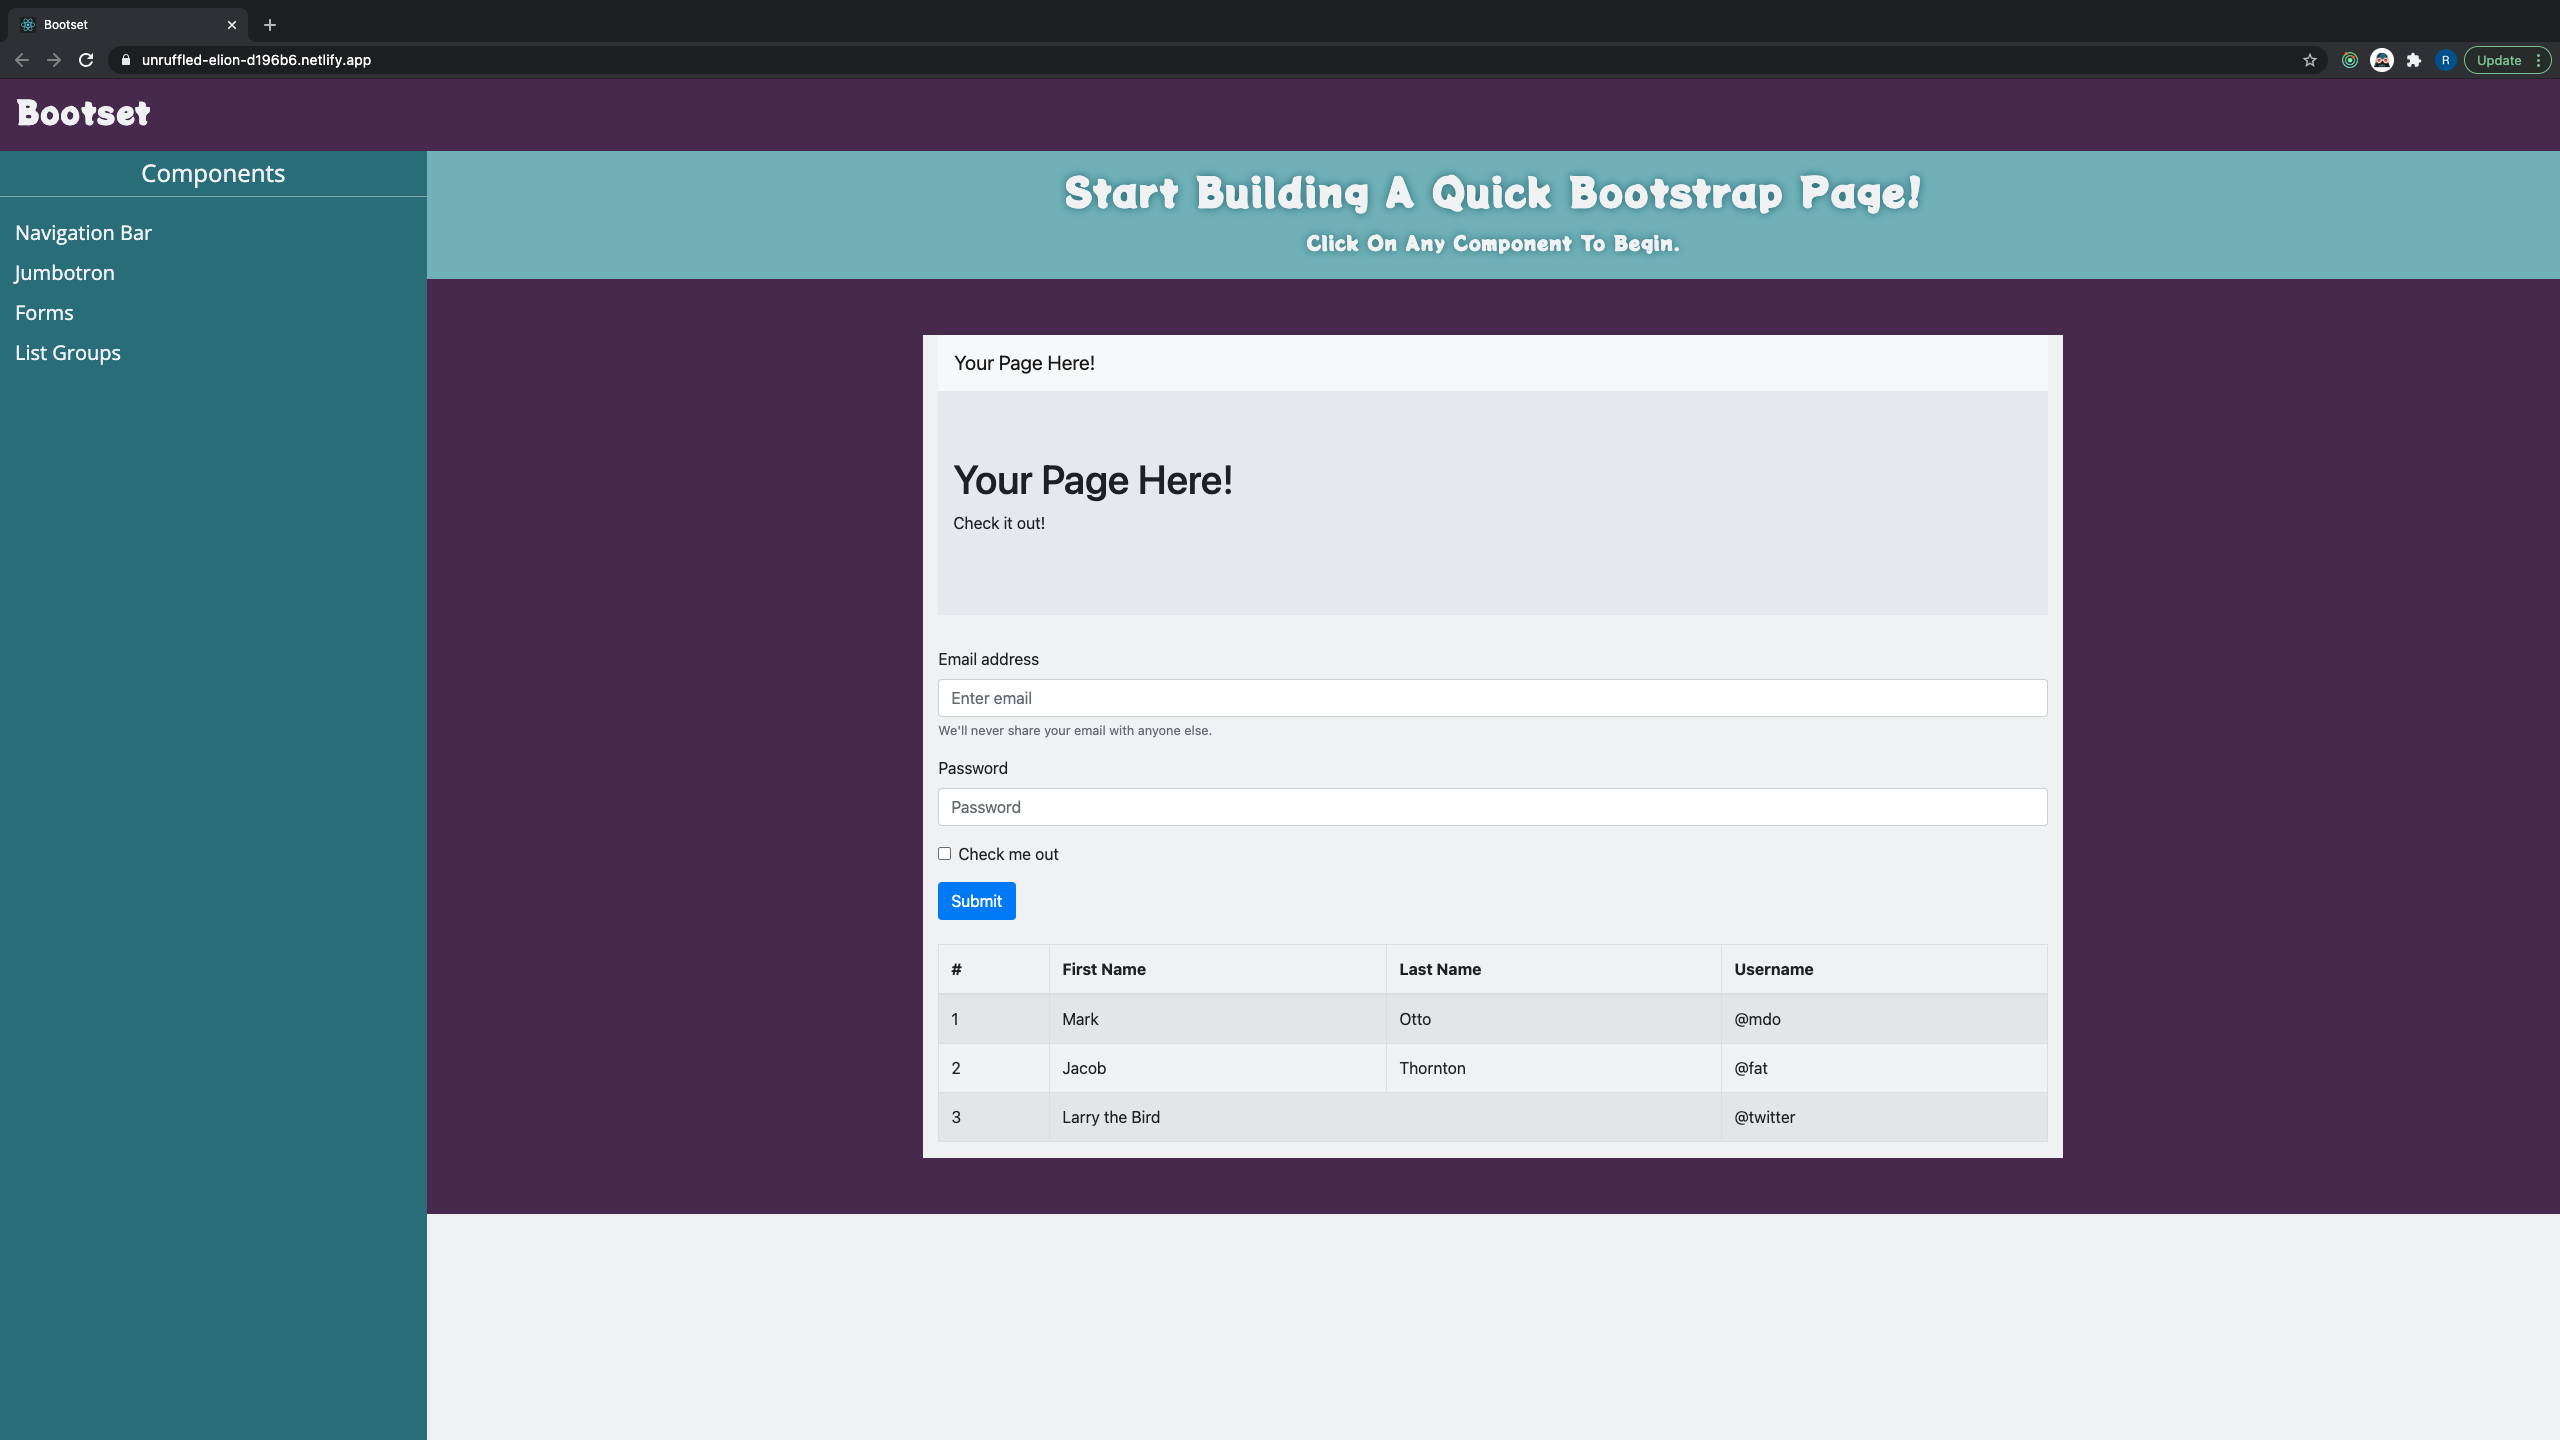 Bootset
unruffled-elion-d196b6.netlify.app
R
Update
Bootset
Components
Navigation Bar
Jumbotron
Forms
List Groups
Start Building A Quick Bootstrap Page!
Click On Any Component To Begin.
Your Page Here!
Your Page Here!
Check it out!
Email address
Enter email
We'll never share your email with anyone else.
Password
Password
Check me out
Submit
# First Name Last Name Username
1 Mark Otto @mdo
2 Jacob Thornton @fat
3 Larry the Bird @twitter